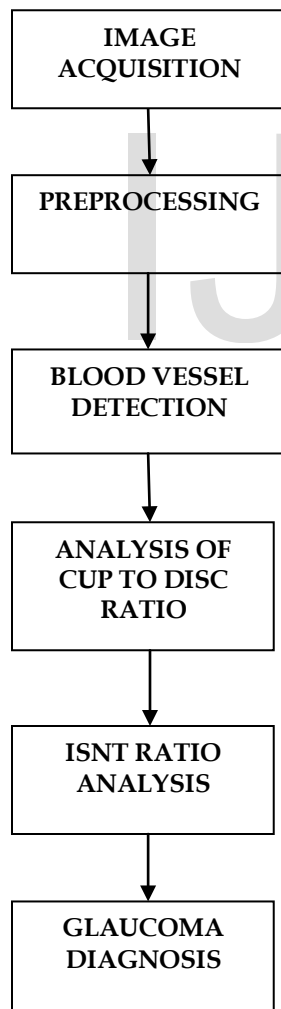 IMAGE
ACQUISITION
PREPROCESSING
BLOOD VESSEL
DETECTION
ANALYSIS OF
CUP TO DISC
RATIO
ISNT RATIO
ANALYSIS
GLAUCOMA
DIAGNOSIS